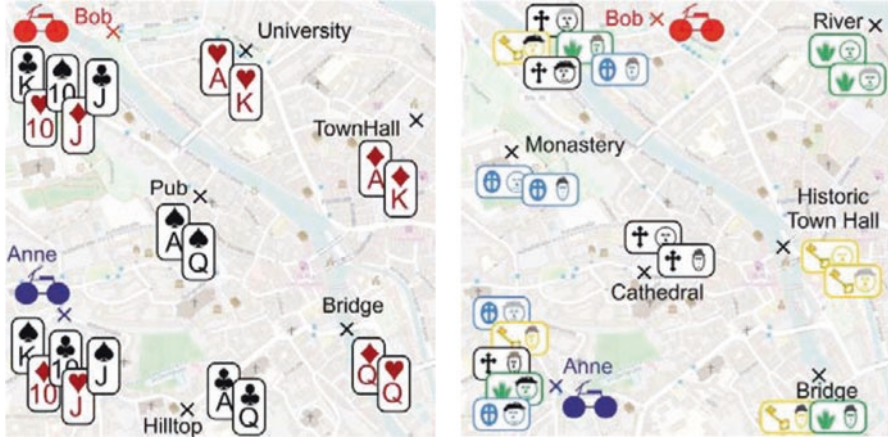 Bob
K
10
J
10
J
University
A
K
TownHall
A
K
Pub
A
Q
Anne
K
10
J
10
J
Bridge
Q
Q
A
Q
Hilltop
Bob
River
Monastery
Historic
Town Hall
Cathedral
Anne
Bridge